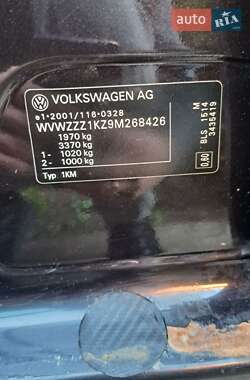 AUTO RIA
VOLKSWAGEN AG
e1*2001/116*0328
WVWZZZ1KZ9M268426
1970 kg
3370 kg
1- 1020 kg
2- 1000 kg
Typ 1KM
BLS 1514 M
3435419
0,60